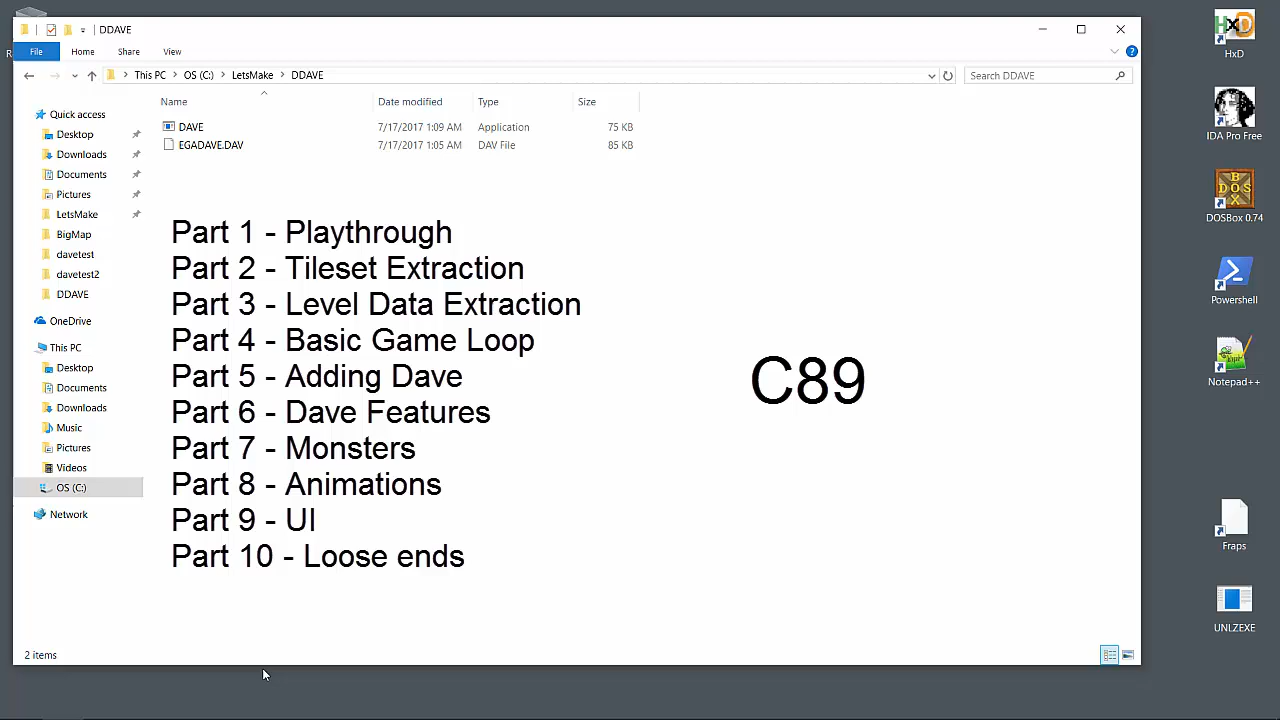 DDAVE
File Home Share View
This PC OS (C:) LetsMake DDAVE
Search DDAVE
Name Date modified Type Size
DAVE 7/17/2017 1:09 AM Application 75 KB
EGADAVE.DAV 7/17/2017 1:05 AM DAV File 85 KB
Quick access
Desktop
Downloads
Documents
Pictures
LetsMake
BigMap
davetest
davetest2
DDAVE
OneDrive
This PC
Desktop
Documents
Downloads
Music
Pictures
Videos
OS (C:)
Network
Part 1 - Playthrough
Part 2 - Tileset Extraction
Part 3 - Level Data Extraction
Part 4 - Basic Game Loop
Part 5 - Adding Dave
Part 6 - Dave Features
Part 7 - Monsters
Part 8 - Animations
Part 9 - UI
Part 10 - Loose ends
C89
2 items
HxD
IDA Pro Free
DOSBox 0.74
Powershell
Notepad++
Fraps
UNLZEXE